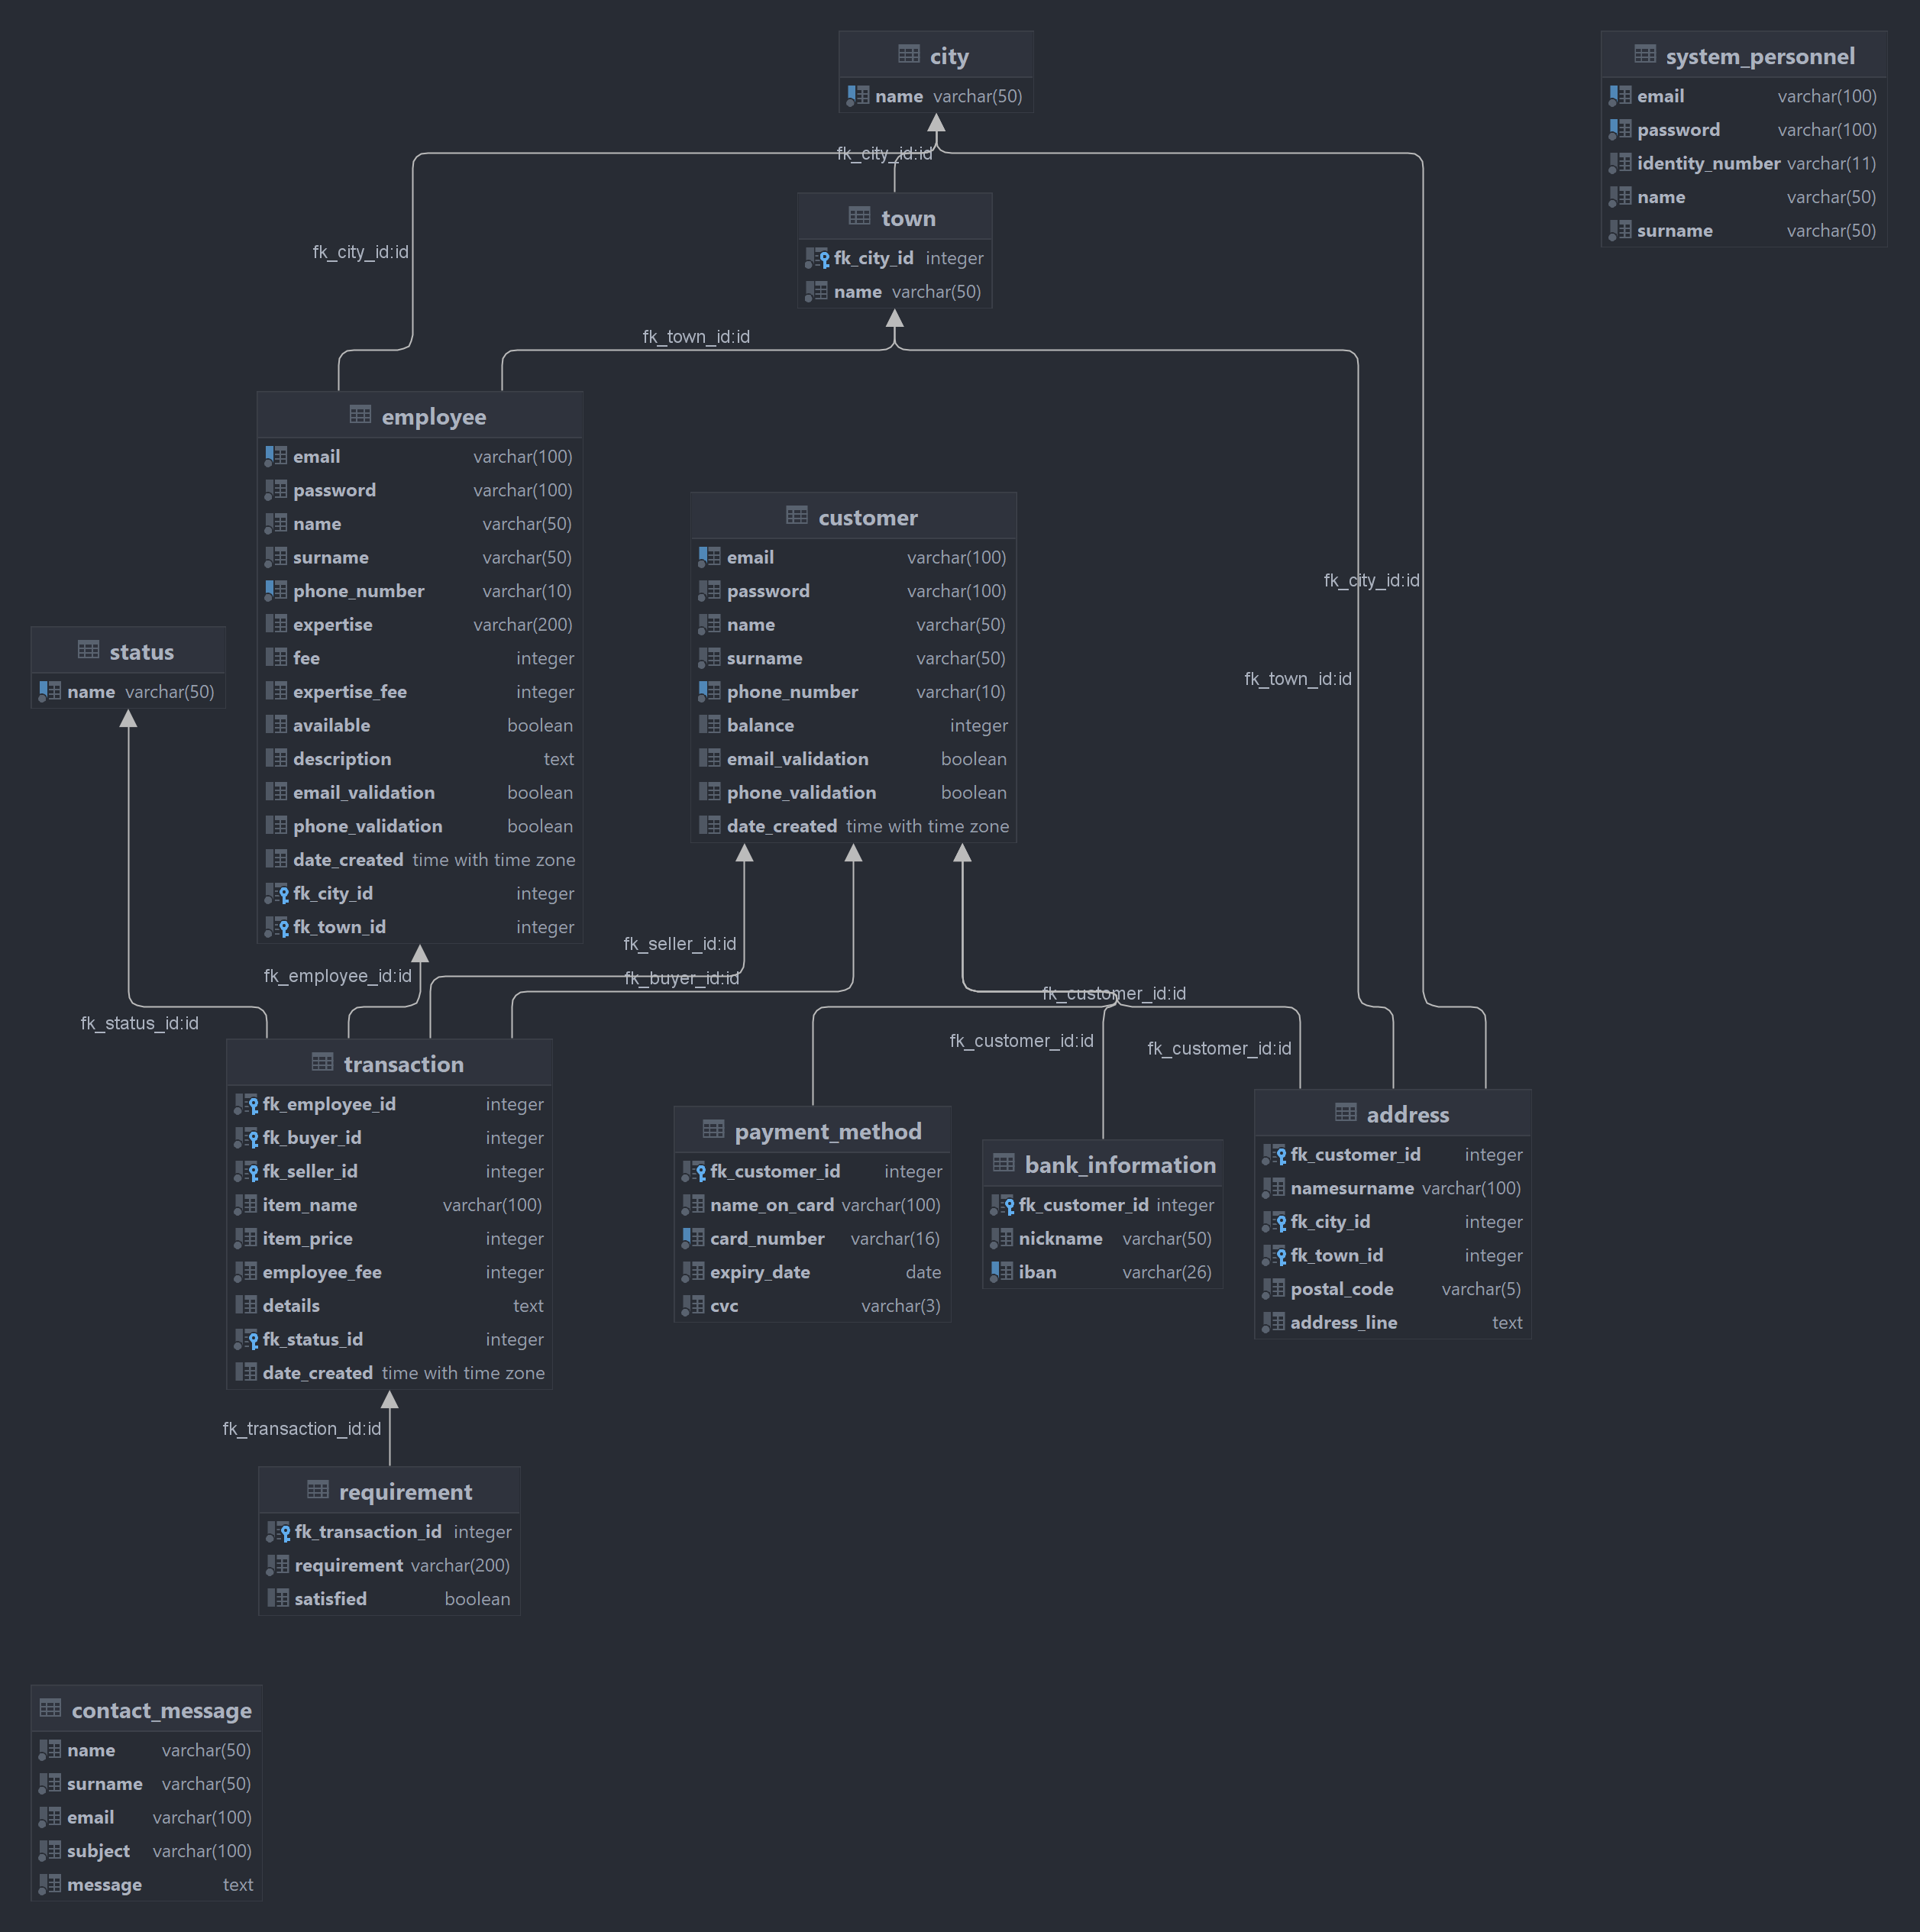 city
name varchar(50)
system_personnel
email varchar(100)
password varchar(100)
identity_number varchar(11)
name varchar(50)
surname varchar(50)
fk_city_id:id
fk_city_id:id
town
fk_city_id integer
name varchar(50)
fk_town_id:id
employee
email varchar(100)
password varchar(100)
name varchar(50)
surname varchar(50)
phone_number varchar(10)
expertise varchar(200)
fee integer
expertise_fee integer
available boolean
description text
email_validation boolean
phone_validation boolean
date_created time with time zone
fk_city_id integer
fk_town_id integer
customer
email varchar(100)
password varchar(100)
name varchar(50)
surname varchar(50)
phone_number varchar(10)
balance integer
email_validation boolean
phone_validation boolean
date_created time with time zone
fk_city_id:id
fk_town_id:id
status
name varchar(50)
fk_seller_id:id
fk_employee_id:id
fk_buyer_id:id
fk_customer_id:id
fk_status_id:id
fk_customer_id:id
fk_customer_id:id
transaction
fk_employee_id integer
fk_buyer_id integer
fk_seller_id integer
item_name varchar(100)
item_price integer
employee_fee integer
details text
fk_status_id integer
date_created time with time zone
payment_method
fk_customer_id integer
name_on_card varchar(100)
card_number varchar(16)
expiry_date date
cvc varchar(3)
bank_information
fk_customer_id integer
nickname varchar(50)
iban varchar(26)
address
fk_customer_id integer
namesurname varchar(100)
fk_city_id integer
fk_town_id integer
postal_code varchar(5)
address_line text
fk_transaction_id:id
requirement
fk_transaction_id integer
requirement varchar(200)
satisfied boolean
contact_message
name varchar(50)
surname varchar(50)
email varchar(100)
subject varchar(100)
message text